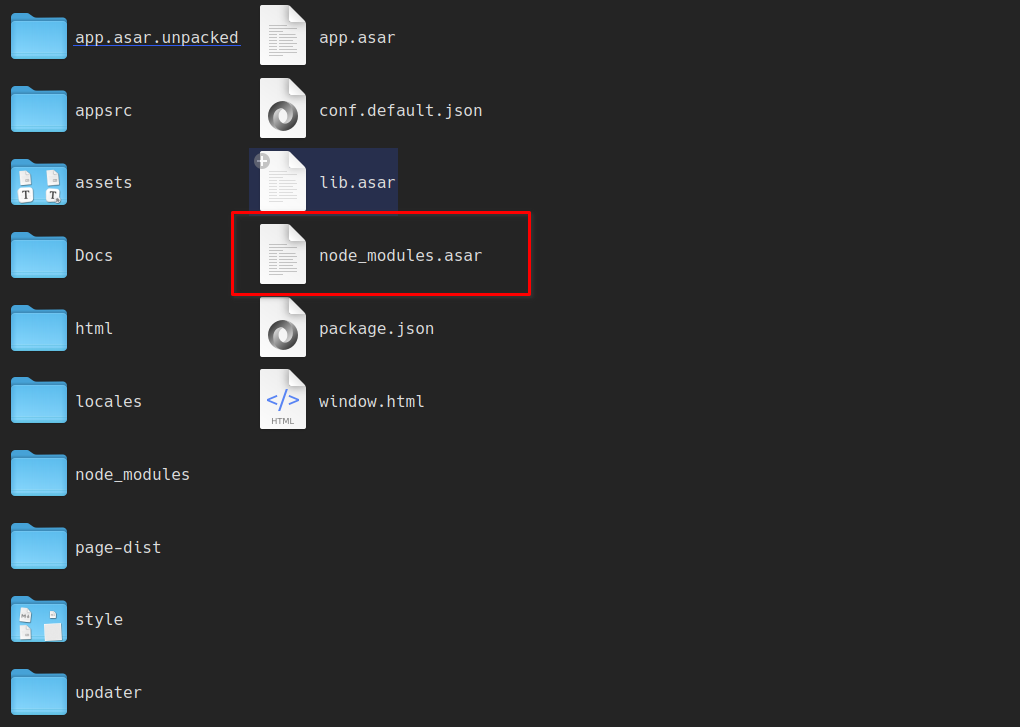 app.asar.unpacked
appsrc
assets
Docs
html
locales
node_modules
page-dist
style
updater
app.asar
conf.default.json
lib.asar
node_modules.asar
package.json
window.html